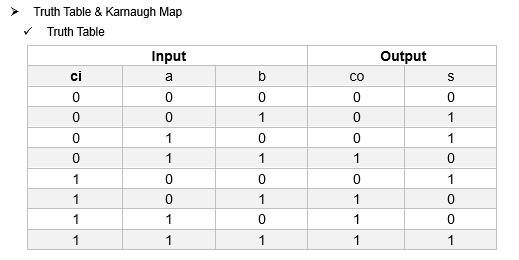 ➢ Truth Table & Karnaugh Map
✓ Truth Table
Input Output
ci a b co s
0 0 0 0 0
0 0 1 0 1
0 1 0 0 1
0 1 1 1 0
1 0 0 0 1
1 0 1 1 0
1 1 0 1 0
1 1 1 1 1